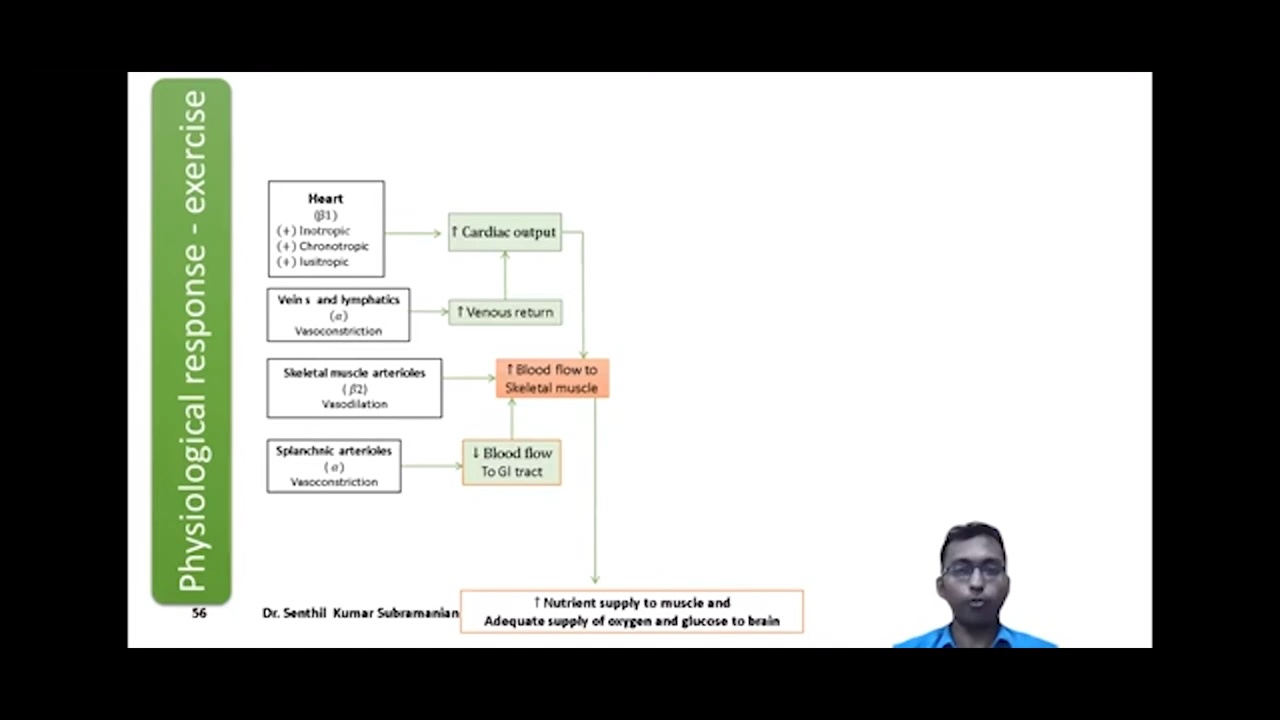 Physiological response - exercise
Heart
(β1)
(+) Inotropic
(+) Chronotropic
(+) lusitropic
↑ Cardiac output
Vein s and lymphatics
(α)
Vasoconstriction
↑ Venous return
Skeletal muscle arterioles
(β2)
Vasodilation
↑ Blood flow to
Skeletal muscle
Splanchnic arterioles
(α)
Vasoconstriction
↓ Blood flow
To GI tract
↑ Nutrient supply to muscle and
Adequate supply of oxygen and glucose to brain
56
Dr. Senthil Kumar Subramanian